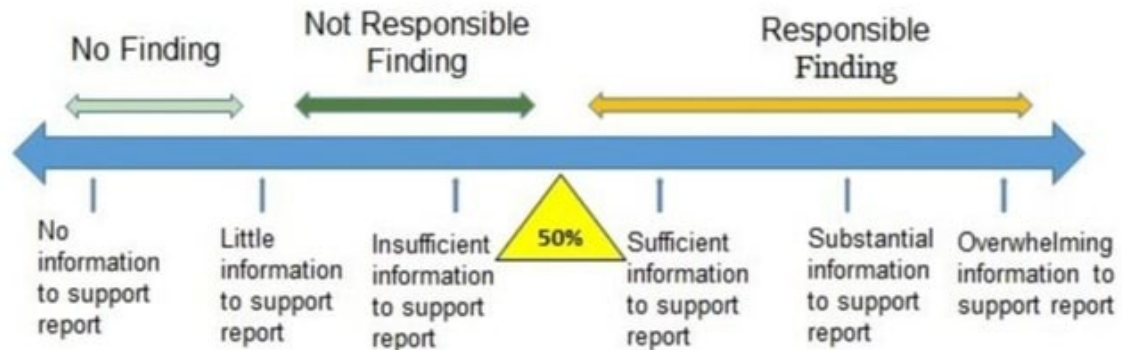 No Finding
Not Responsible
Finding
Responsible
Finding
50%
No
information
to support
report
Little
information
to support
report
Insufficient
information
to support
report
Sufficient
information
to support
report
Substantial
information
to support
report
Overwhelming
information to
support report